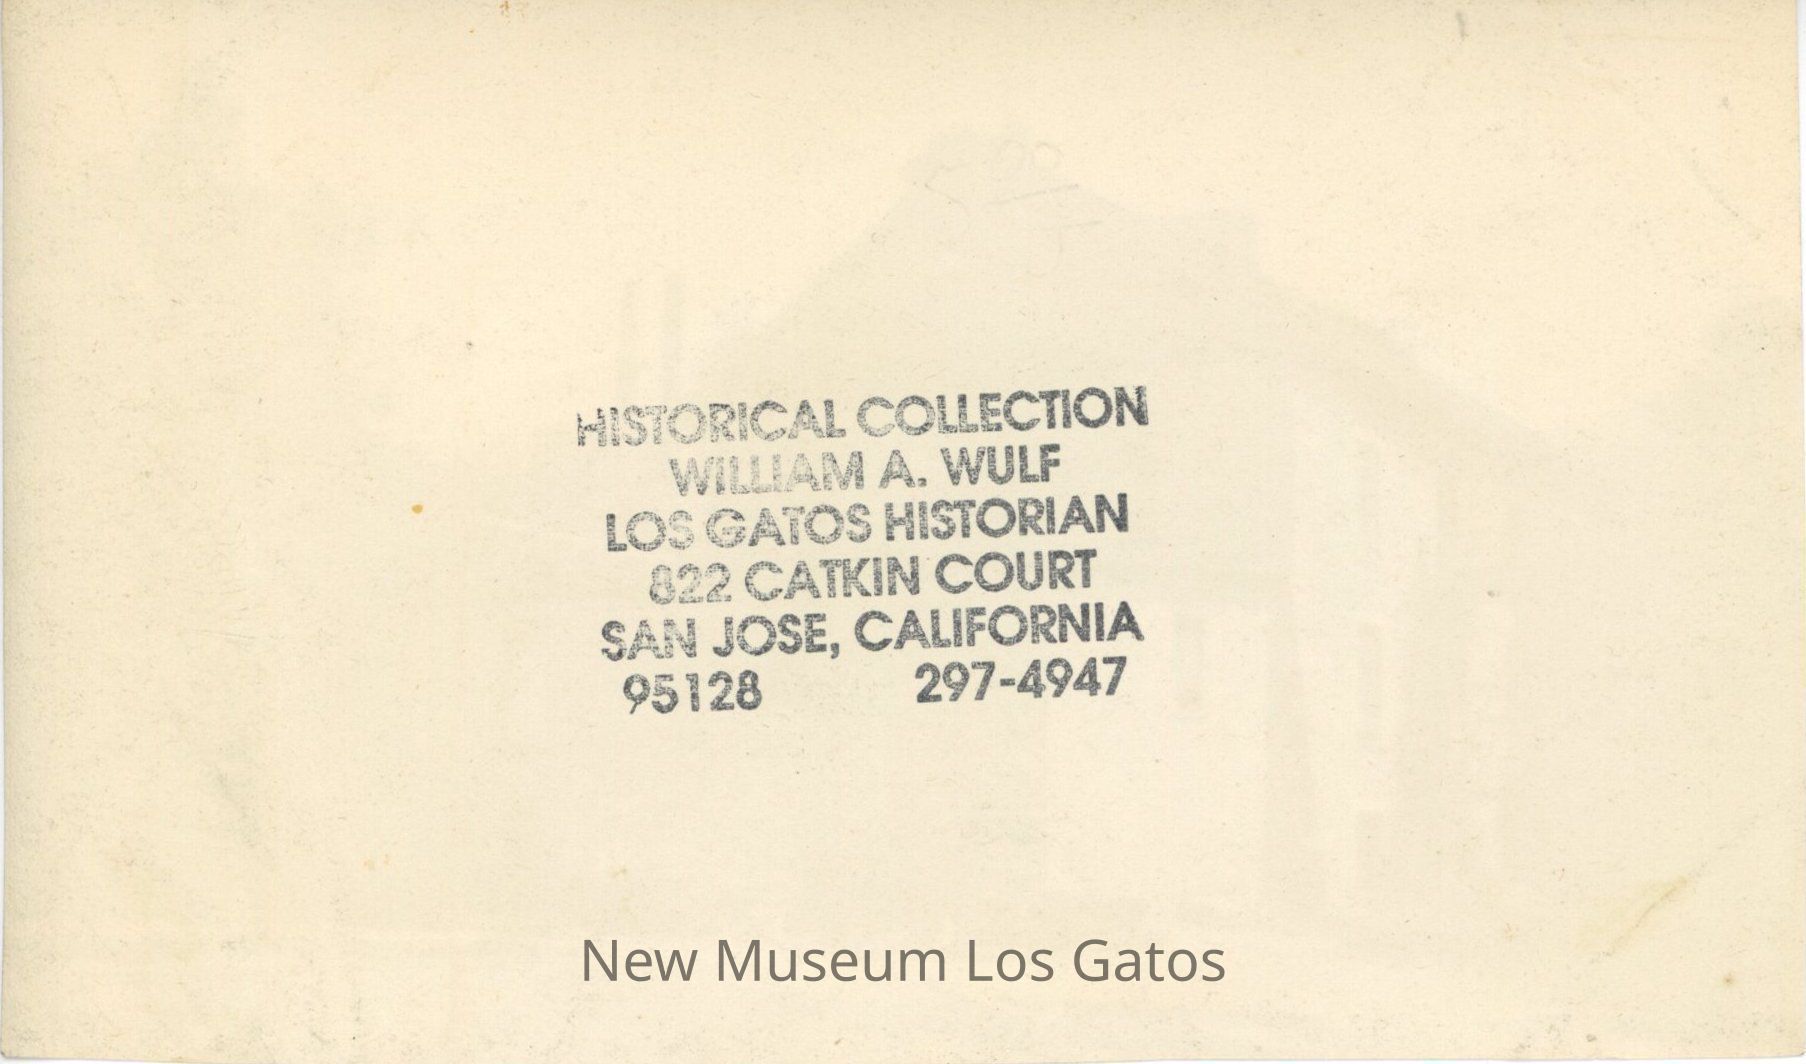 HISTORICAL COLLECTION
WILLIAM A. WULF
LOS GATOS HISTORIAN
822 CATKIN COURT
SAN JOSE, CALIFORNIA
95128 297-4947
New Museum Los Gatos